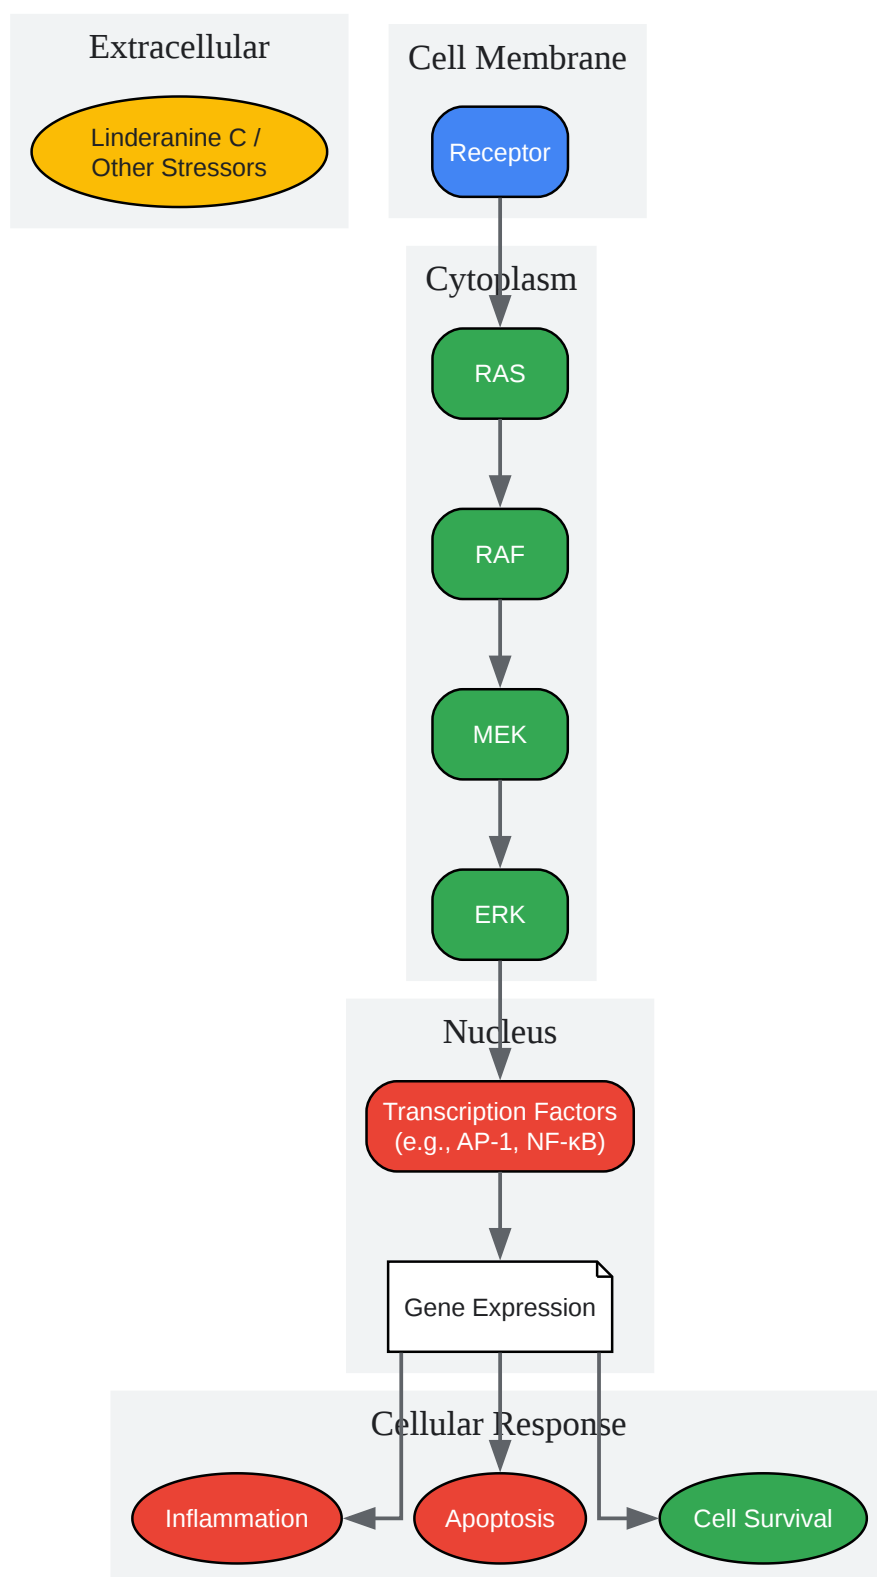 Extracellular
Linderanine C /
Other Stressors
Cell Membrane
Receptor
Cytoplasm
RAS
RAF
MEK
ERK
Nucleus
Transcription Factors
(e.g., AP-1, NF-κB)
Gene Expression
Cellular Response
Inflammation
Apoptosis
Cell Survival